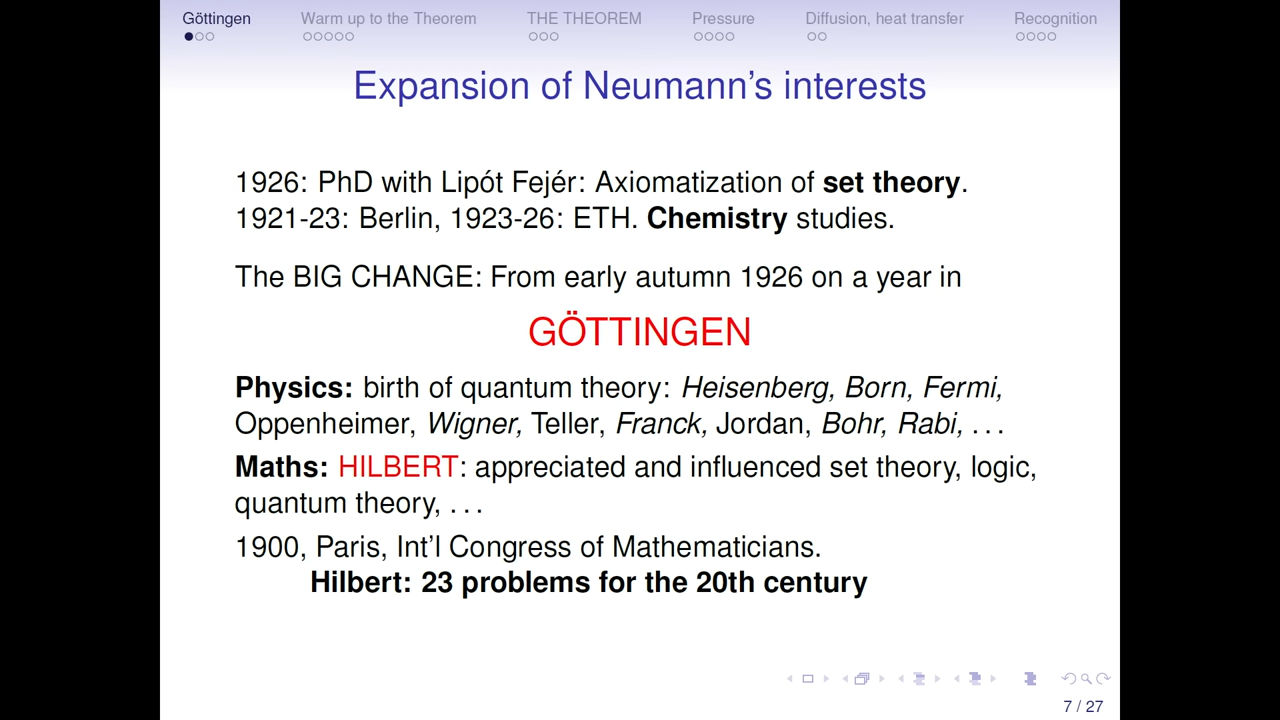 Göttingen Warm up to the Theorem THE THEOREM Pressure Diffusion, heat transfer Recognition
Expansion of Neumann's interests
1926: PhD with Lipót Fejér: Axiomatization of set theory.
1921-23: Berlin, 1923-26: ETH. Chemistry studies.
The BIG CHANGE: From early autumn 1926 on a year in
GÖTTINGEN
Physics: birth of quantum theory: Heisenberg, Born, Fermi,
Oppenheimer, Wigner, Teller, Franck, Jordan, Bohr, Rabi, ...
Maths: HILBERT: appreciated and influenced set theory, logic,
quantum theory, ...
1900, Paris, Int'l Congress of Mathematicians.
Hilbert: 23 problems for the 20th century
7 / 27